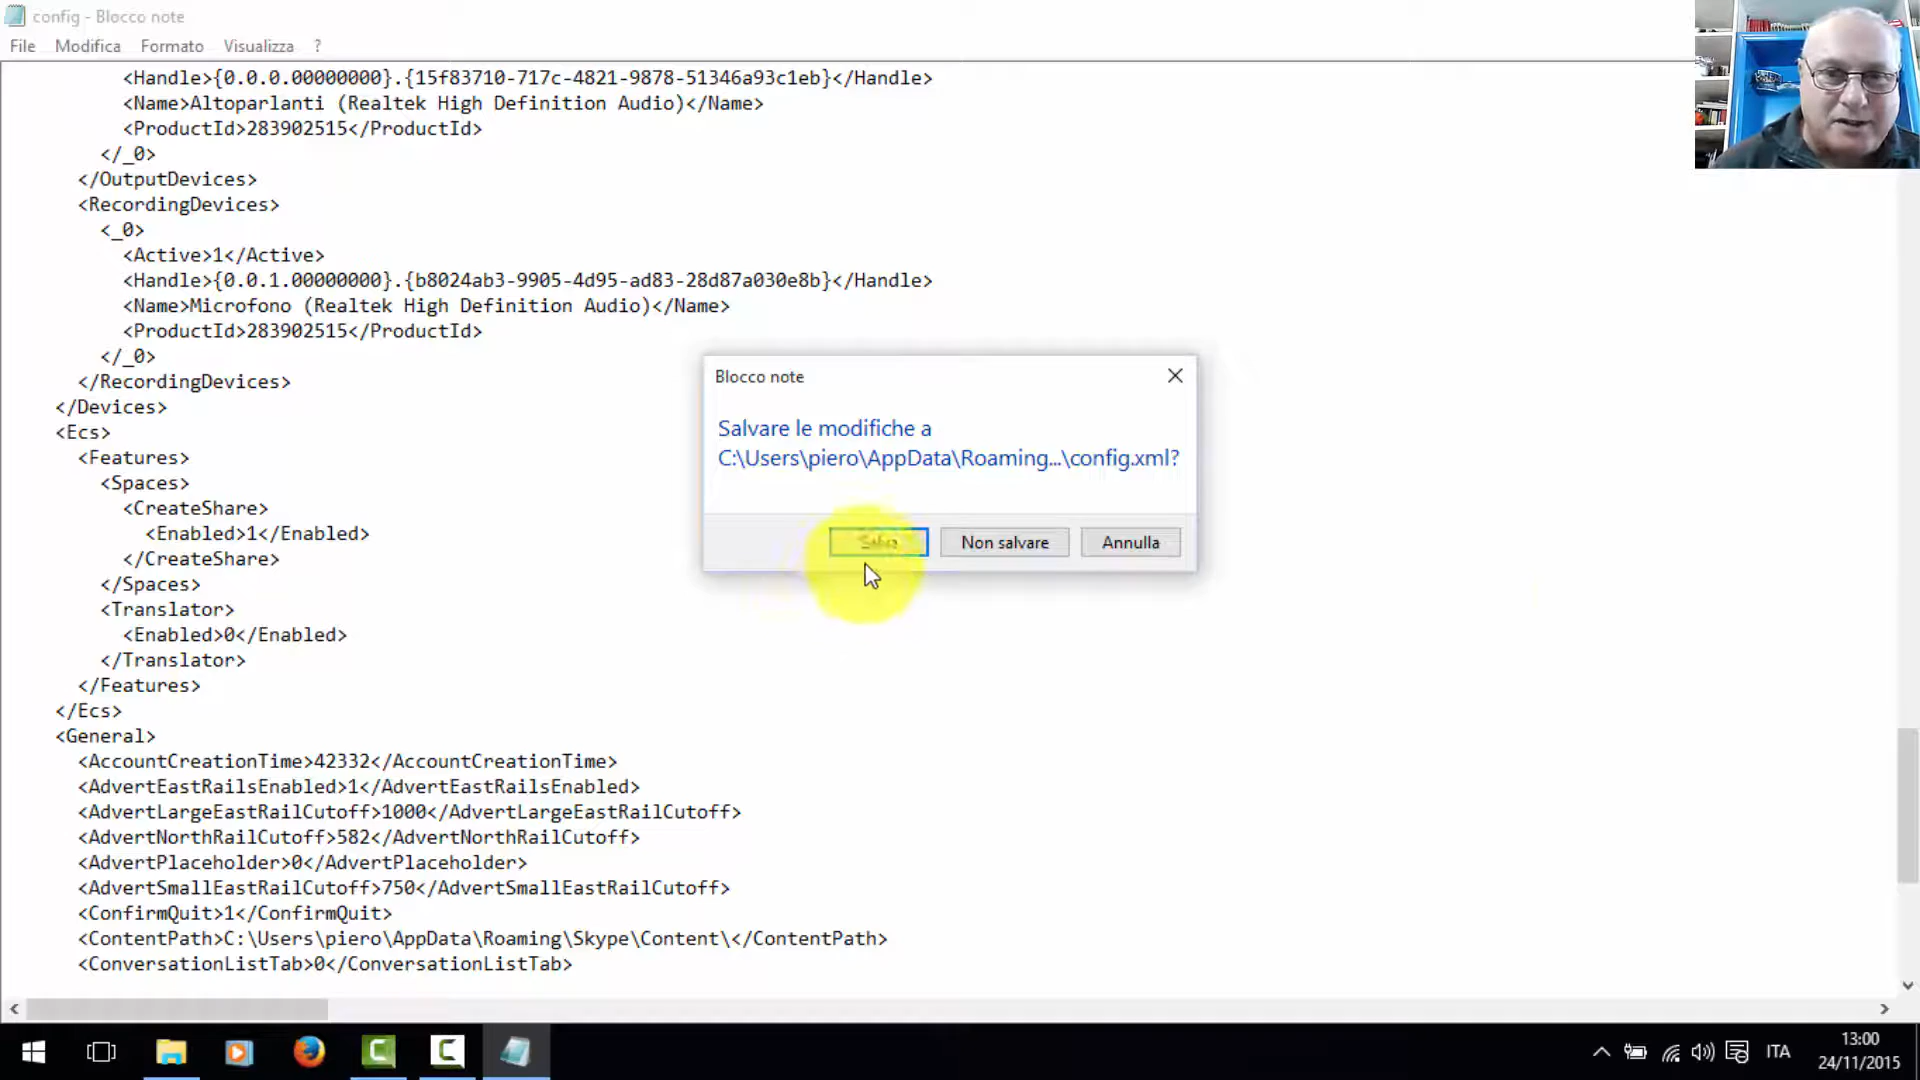 config - Blocco note
File Modifica Formato Visualizza ?
<Handle>{0.0.0.00000000}.{15f83710-717c-4821-9878-51346a93c1eb}</Handle>
<Name>Altoparlanti (Realtek High Definition Audio)</Name>
<ProductId>283902515</ProductId>
</_0>
</OutputDevices>
<RecordingDevices>
<_0>
<Active>1</Active>
<Handle>{0.0.1.00000000}.{b8024ab3-9905-4d95-ad83-28d87a030e8b}</Handle>
<Name>Microfono (Realtek High Definition Audio)</Name>
<ProductId>283902515</ProductId>
</_0>
</RecordingDevices>
</Devices>
<Ecs>
<Features>
<Spaces>
<CreateShare>
<Enabled>1</Enabled>
</CreateShare>
</Spaces>
<Translator>
<Enabled>0</Enabled>
</Translator>
</Features>
</Ecs>
<General>
<AccountCreationTime>42332</AccountCreationTime>
<AdvertEastRailsEnabled>1</AdvertEastRailsEnabled>
<AdvertLargeEastRailCutoff>1000</AdvertLargeEastRailCutoff>
<AdvertNorthRailCutoff>582</AdvertNorthRailCutoff>
<AdvertPlaceholder>0</AdvertPlaceholder>
<AdvertSmallEastRailCutoff>750</AdvertSmallEastRailCutoff>
<ConfirmQuit>1</ConfirmQuit>
<ContentPath>C:\Users\piero\AppData\Roaming\Skype\Content\</ContentPath>
<ConversationListTab>0</ConversationListTab>
Blocco note
Salvare le modifiche a
C:\Users\piero\AppData\Roaming...\config.xml?
Salva Non salvare Annulla
ITA
13:00
24/11/2015